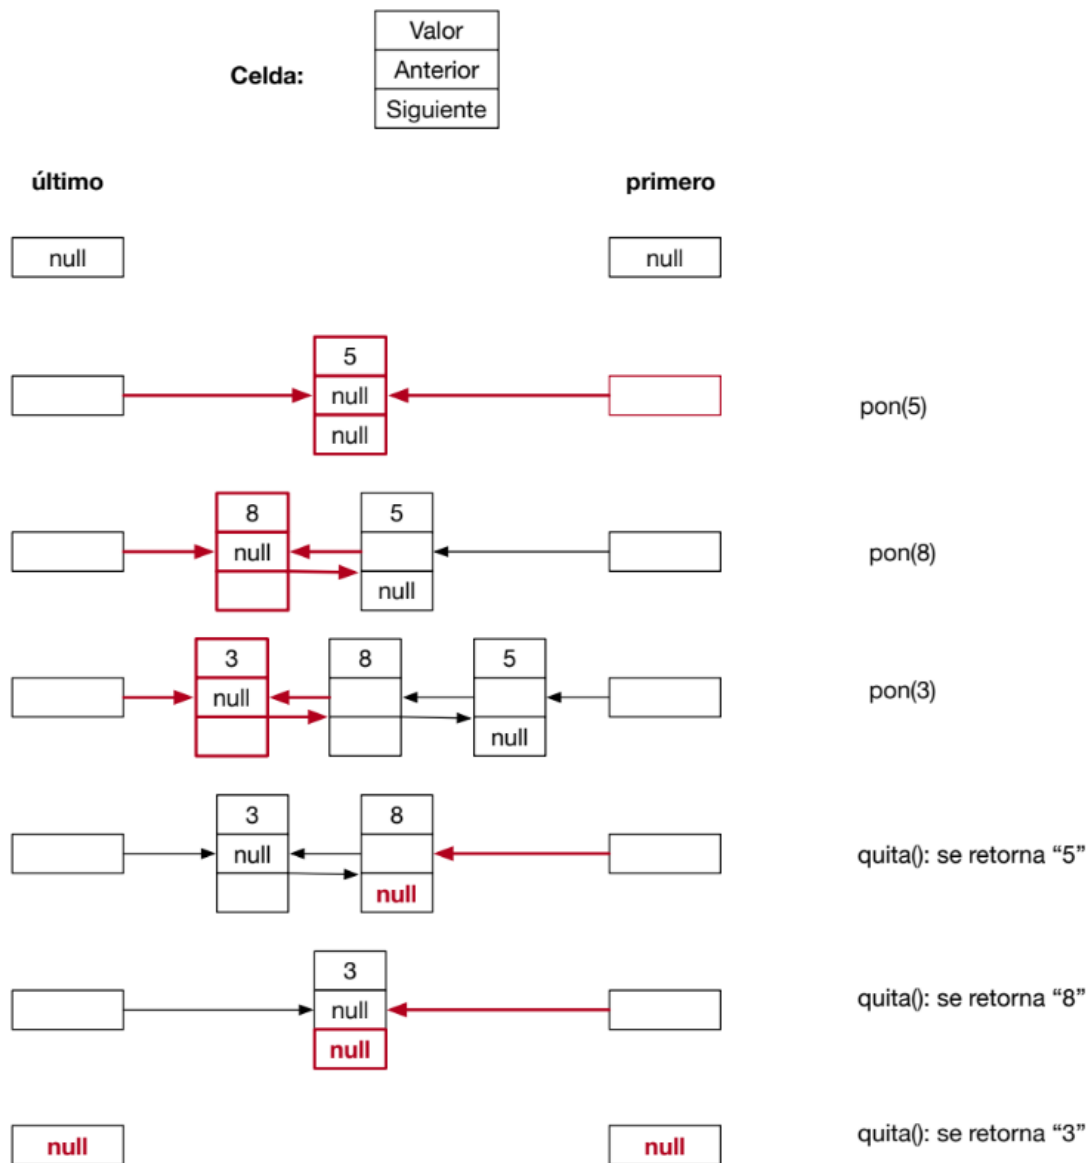 Valor
Celda: Anterior
Siguiente
último primero
null null
5
null
null
pon(5)
8 5
null
null
pon(8)
3 8 5
null
null
pon(3)
3 8
null
null
quita(): se retorna “5”
3
null
null
quita(): se retorna “8”
null null quita(): se retorna “3”